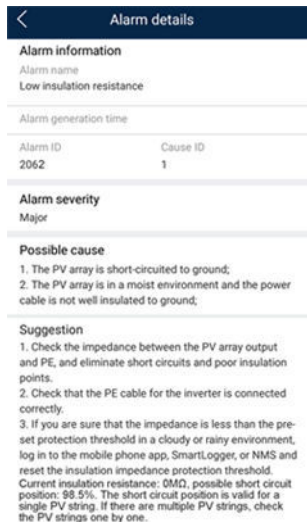 Alarm details
Alarm information
Alarm name
Low insulation resistance
Alarm generation time
Alarm ID
Cause ID
2062
1
Alarm severity
Major
Possible cause
1. The PV array is short-circuited to ground;
2. The PV array is in a moist environment and the power
cable is not well insulated to ground;
Suggestion
1. Check the impedance between the PV array output
and PE, and eliminate short circuits and poor insulation
points.
2. Check that the PE cable for the inverter is connected
correctly.
3. If you are sure that the impedance is less than the pre-
set protection threshold in a cloudy or rainy environment,
log in to the mobile phone app, SmartLogger, or NMS and
reset the insulation impedance protection threshold.
Current insulation resistance: 0MΩ, possible short circuit
position: 98.5%. The short circuit position is valid for a
single PV string. If there are multiple PV strings, check
the PV strings one by one.